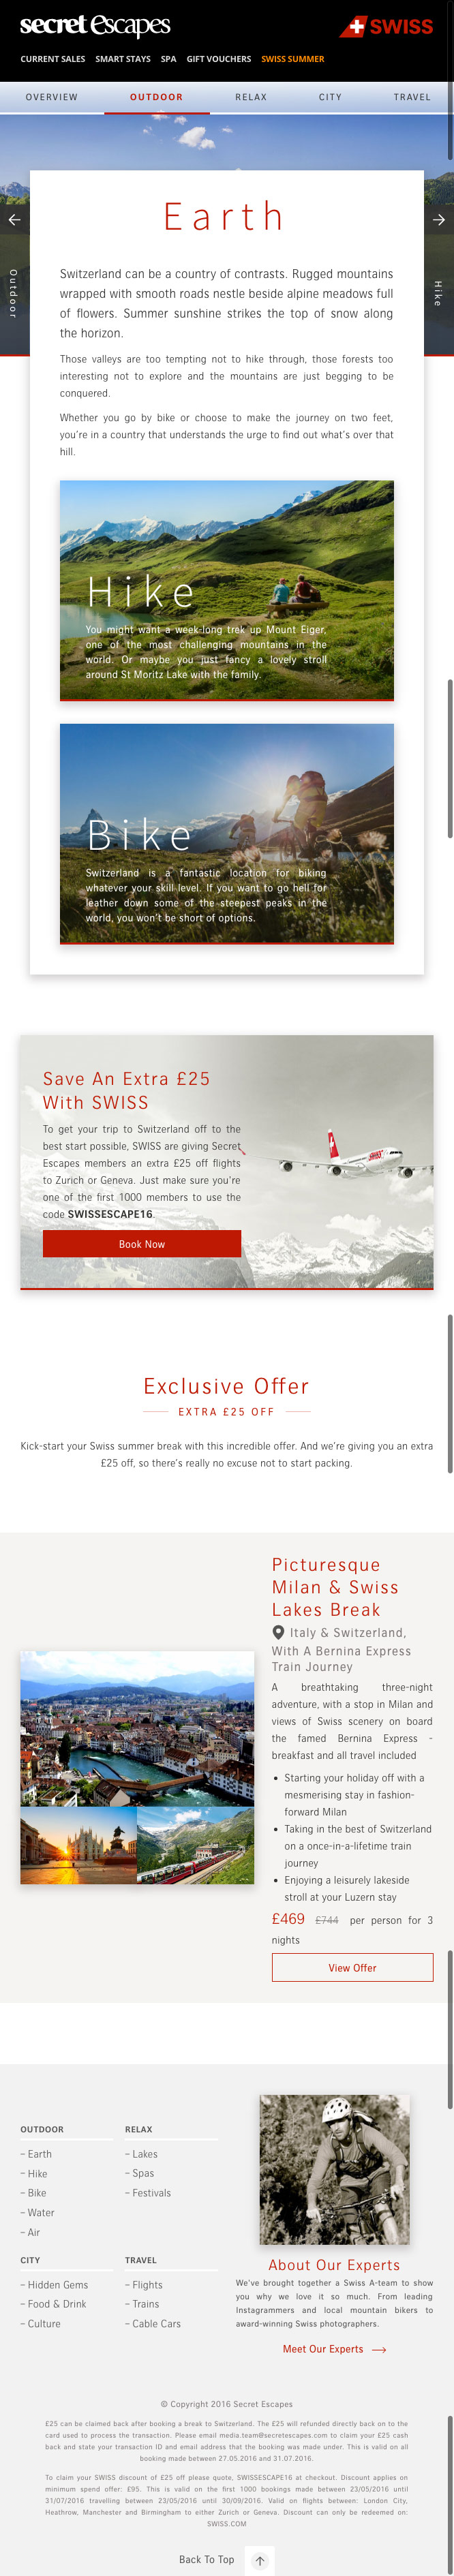 secret Escapes
SWISS
CURRENT SALES SMART STAYS SPA GIFT VOUCHERS SWISS SUMMER
OVERVIEW OUTDOOR RELAX CITY TRAVEL
Outdoor
Hike
Earth
Switzerland can be a country of contrasts. Rugged mountains
wrapped with smooth roads nestle beside alpine meadows full
of flowers. Summer sunshine strikes the top of snow along
the horizon.
Those valleys are too tempting not to hike through, those forests too
interesting not to explore and the mountains are just begging to be
conquered.
Whether you go by bike or choose to make the journey on two feet,
you're in a country that understands the urge to find out what's over that
hill.
Hike
You might want a week-long trek up Mount Eiger,
one of the most challenging mountains in the
world. Or maybe you just fancy a lovely stroll
around St Moritz Lake with the family.
Bike
Switzerland is a fantastic location for biking
whatever your skill level. If you want to go hell for
leather down some of the steepest peaks in the
world, you won't be short of options.
Save An Extra £25
With SWISS
To get your trip to Switzerland off to the
best start possible, SWISS are giving Secret
Escapes members an extra £25 off flights
to Zurich or Geneva. Just make sure you're
one of the first 1000 members to use the
code SWISSESCAPE16.
Book Now
SWISS
Exclusive Offer
EXTRA £25 OFF
Kick-start your Swiss summer break with this incredible offer. And we're giving you an extra
£25 off, so there's really no excuse not to start packing.
Picturesque
Milan & Swiss
Lakes Break
Italy & Switzerland,
With A Bernina Express
Train Journey
A breathtaking three-night
adventure, with a stop in Milan and
views of Swiss scenery on board
the famed Bernina Express -
breakfast and all travel included
• Starting your holiday off with a
mesmerising stay in fashion-
forward Milan
• Taking in the best of Switzerland
on a once-in-a-lifetime train
journey
• Enjoying a leisurely lakeside
stroll at your Luzern stay
£469 £744 per person for 3
nights
View Offer
OUTDOOR
– Earth
– Hike
– Bike
– Water
– Air
RELAX
– Lakes
– Spas
– Festivals
CITY
– Hidden Gems
– Food & Drink
– Culture
TRAVEL
– Flights
– Trains
– Cable Cars
About Our Experts
We've brought together a Swiss A-team to show
you why we love it so much. From leading
Instagrammers and local mountain bikers to
award-winning Swiss photographers.
Meet Our Experts
© Copyright 2016 Secret Escapes
£25 can be claimed back after booking a break to Switzerland. The £25 will refunded directly back on to the
card used to process the transaction. Please email media.team@secretescapes.com to claim your £25 cash
back and state your transaction ID and email address that the booking was made under. This is valid on all
booking made between 27.05.2016 and 31.07.2016.
To claim your SWISS discount of £25 off please quote, SWISSESCAPE16 at checkout. Discount applies on
minimum spend offer: £95. This is valid on the first 1000 bookings made between 23/05/2016 until
31/07/2016 travelling between 23/05/2016 until 30/09/2016. Valid on flights between: London City,
Heathrow, Manchester and Birmingham to either Zurich or Geneva. Discount can only be redeemed on:
SWISS.COM
Back To Top